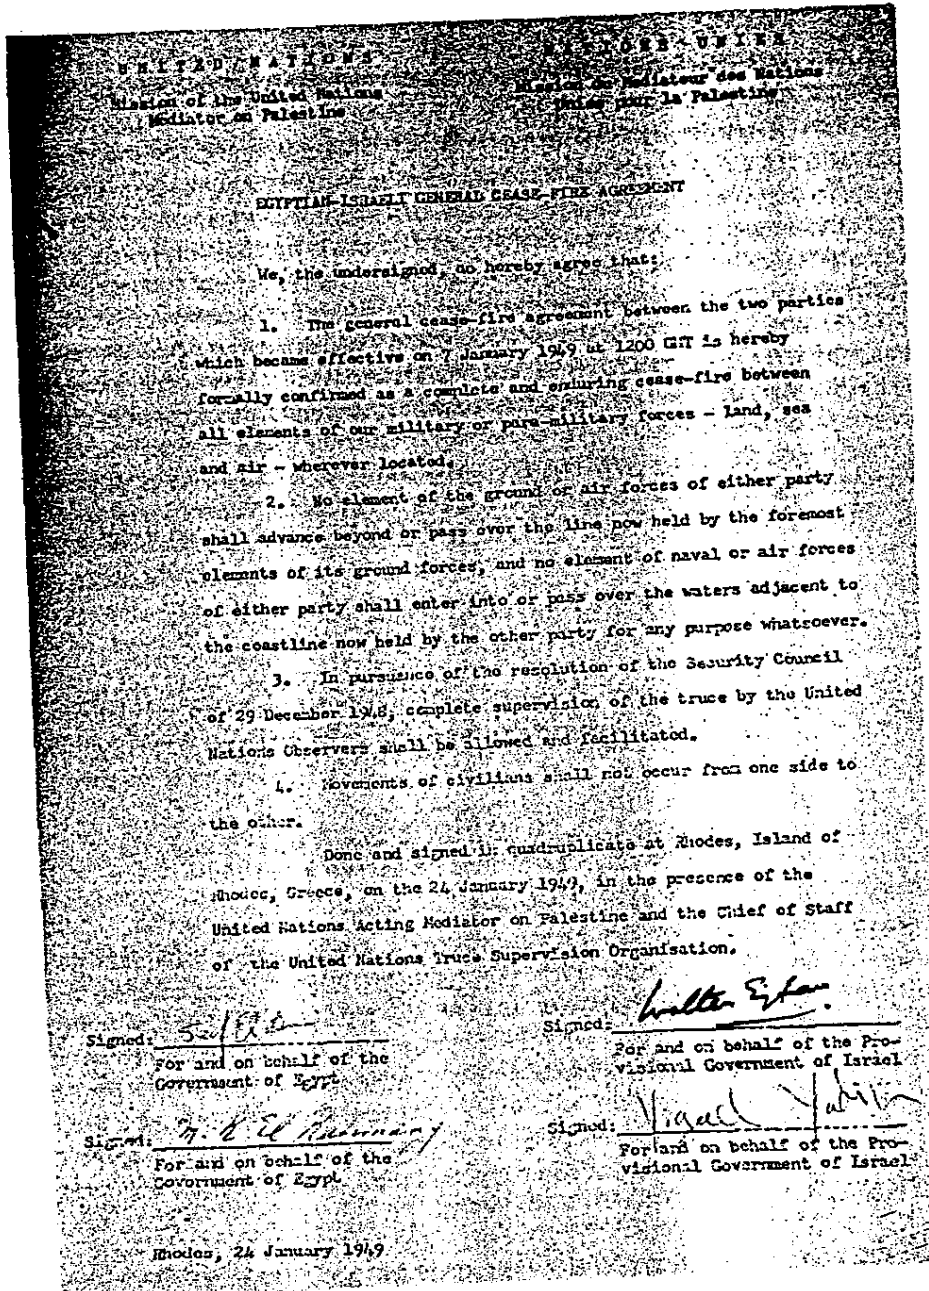 UNITED NATIONS
NATIONS UNIES
Mission of the United Nations
Mediator on Palestine
Mission du Mediateur des Nations
Unies pour la Palestine
EGYPTIAN-ISRAELI GENERAL CEASE-FIRE AGREEMENT
We, the undersigned, do hereby agree that:
1. The general cease-fire agreement between the two parties
which became effective on 7 January 1949 at 1200 GMT is hereby
formally confirmed as a complete and enduring cease-fire between
all elements of our military or para-military forces - land, sea
and air - wherever located.
2. No element of the ground or air forces of either party
shall advance beyond or pass over the line now held by the foremost
elements of its ground forces, and no element of naval or air forces
of either party shall enter into or pass over the waters adjacent to
the coastline now held by the other party for any purpose whatsoever.
3. In pursuance of the resolution of the Security Council
of 29 December 1948, complete supervision of the truce by the United
Nations Observers shall be allowed and facilitated.
4. Movements of civilians shall not occur from one side to
the other.
Done and signed in quadruplicate at Rhodes, Island of
Rhodes, Greece, on the 24 January 1949, in the presence of the
United Nations Acting Mediator on Palestine and the Chief of Staff
of the United Nations Truce Supervision Organisation.
Signed:
For and on behalf of the
Government of Egypt
Signed: Walter Eytan
For and on behalf of the Pro-
visional Government of Israel
Signed:
For and on behalf of the
Government of Egypt
Signed: Yigael Yadin
For and on behalf of the Pro-
visional Government of Israel
Rhodes, 24 January 1949